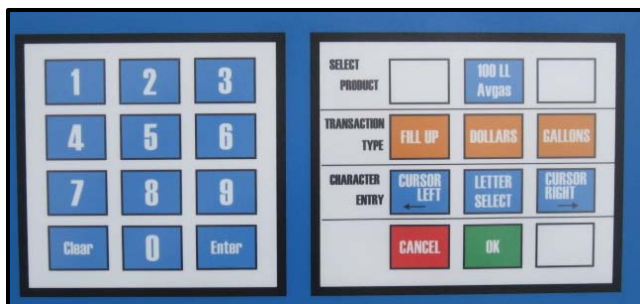 1 2 3
4 5 6
7 8 9
Clear 0 Enter
SELECT
PRODUCT
100 LL
Avgas
TRANSACTION
TYPE
FILL UP DOLLARS GALLONS
CHARACTER
ENTRY
CURSOR
LEFT
←
LETTER
SELECT
CURSOR
RIGHT
→
CANCEL OK